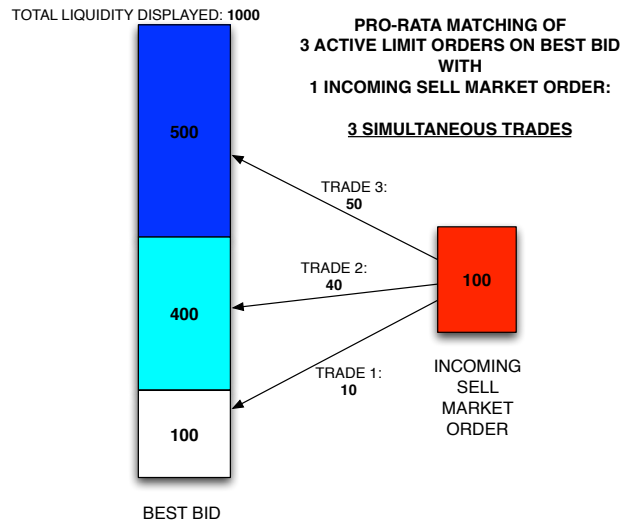 TOTAL LIQUIDITY DISPLAYED: 1000
PRO-RATA MATCHING OF
3 ACTIVE LIMIT ORDERS ON BEST BID
WITH
1 INCOMING SELL MARKET ORDER:
3 SIMULTANEOUS TRADES
500
TRADE 3:
50
TRADE 2:
40
100
400
TRADE 1:
10
INCOMING
SELL
MARKET
ORDER
100
BEST BID